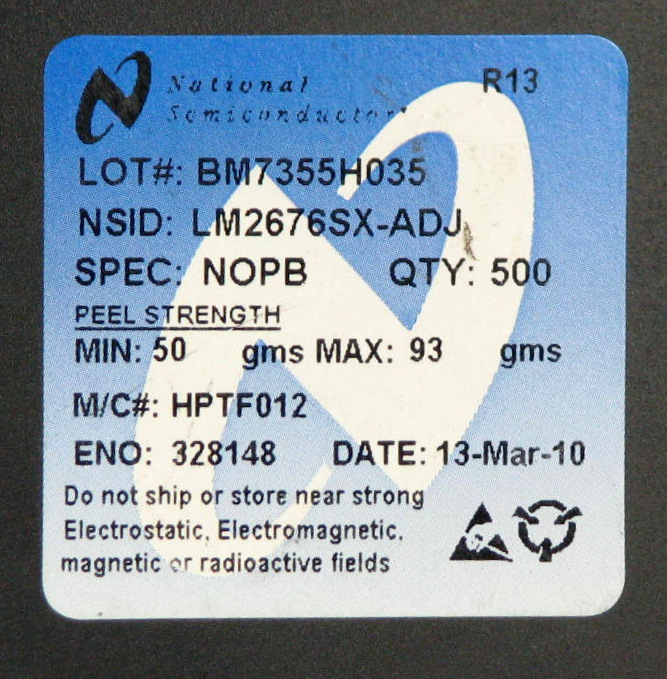 National R13
Semiconductor
LOT#: BM7355H035
NSID: LM2676SX-ADJ
SPEC: NOPB QTY: 500
PEEL STRENGTH
MIN: 50 gms MAX: 93 gms
M/C#: HPTF012
ENO: 328148 DATE: 13-Mar-10
Do not ship or store near strong
Electrostatic, Electromagnetic,
magnetic or radioactive fields